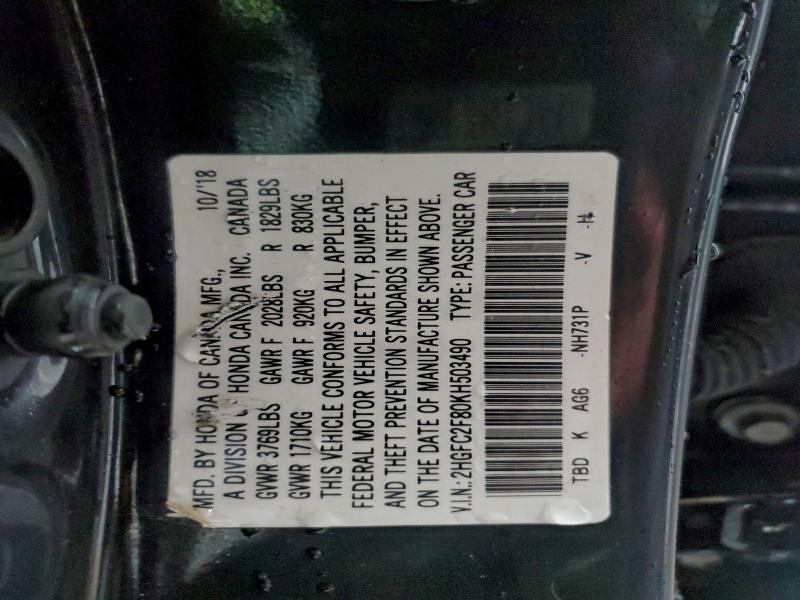 MFD. BY HONDA OF CANADA MFG., 10/'18
A DIVISION OF HONDA CANADA INC. CANADA
GVWR 3769LBS GAWR F 2028LBS R 1829LBS
GVWR 1710KG GAWR F 920KG R 830KG
THIS VEHICLE CONFORMS TO ALL APPLICABLE
FEDERAL MOTOR VEHICLE SAFETY, BUMPER,
AND THEFT PREVENTION STANDARDS IN EFFECT
ON THE DATE OF MANUFACTURE SHOWN ABOVE.
V.I.N.: 2HGFC2F80KH503490 TYPE: PASSENGER CAR
TBD K AG6 -NH731P -V -H